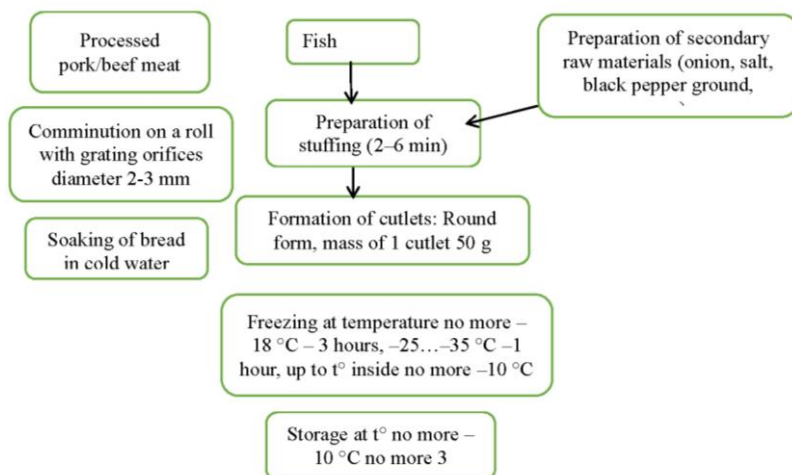 Processed
pork/beef meat
Fish
Preparation of secondary
raw materials (onion, salt,
black pepper ground,
Comminution on a roll
with grating orifices
diameter 2-3 mm
Preparation of
stuffing (2–6 min)
Soaking of bread
in cold water
Formation of cutlets: Round
form, mass of 1 cutlet 50 g
Freezing at temperature no more –
18 °C – 3 hours, –25…–35 °C –1
hour, up to t° inside no more –10 °C
Storage at t° no more –
10 °C no more 3